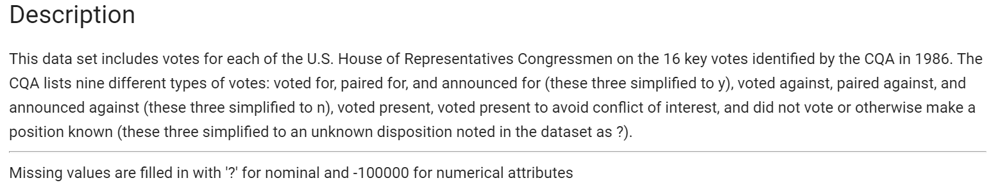 Description
This data set includes votes for each of the U.S. House of Representatives Congressmen on the 16 key votes identified by the CQA in 1986. The
CQA lists nine different types of votes: voted for, paired for, and announced for (these three simplified to y), voted against, paired against, and
announced against (these three simplified to n), voted present, voted present to avoid conflict of interest, and did not vote or otherwise make a
position known (these three simplified to an unknown disposition noted in the dataset as ?).
Missing values are filled in with '?' for nominal and -100000 for numerical attributes